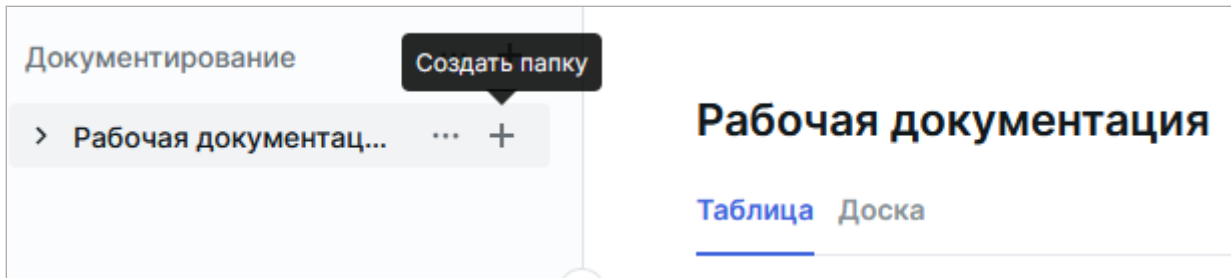 Документирование
Создать папку
Рабочая документац... ... +
Рабочая документация
Таблица Доска